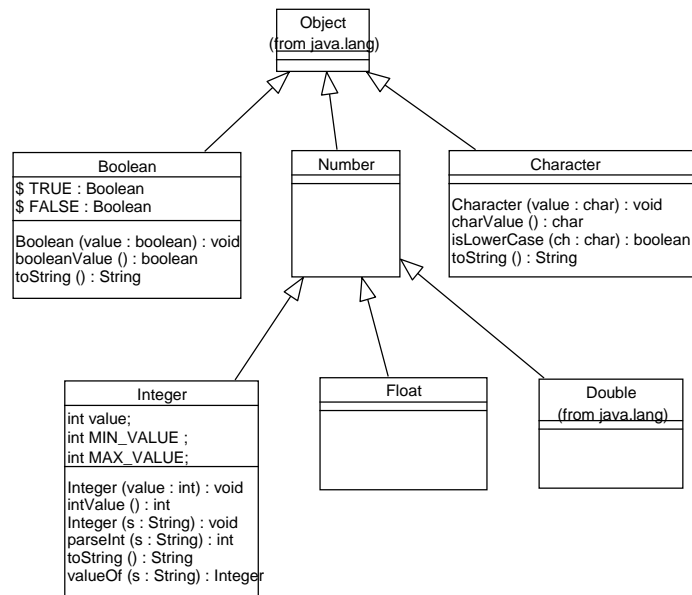 Object
(from java.lang)
Boolean
$ TRUE : Boolean
$ FALSE : Boolean
Boolean (value : boolean) : void
booleanValue () : boolean
toString () : String
Number
Character
Character (value : char) : void
charValue () : char
isLowerCase (ch : char) : boolean
toString () : String
Integer
int value;
int MIN_VALUE ;
int MAX_VALUE;
Integer (value : int) : void
intValue () : int
Integer (s : String) : void
parseInt (s : String) : int
toString () : String
valueOf (s : String) : Integer
Float
Double
(from java.lang)